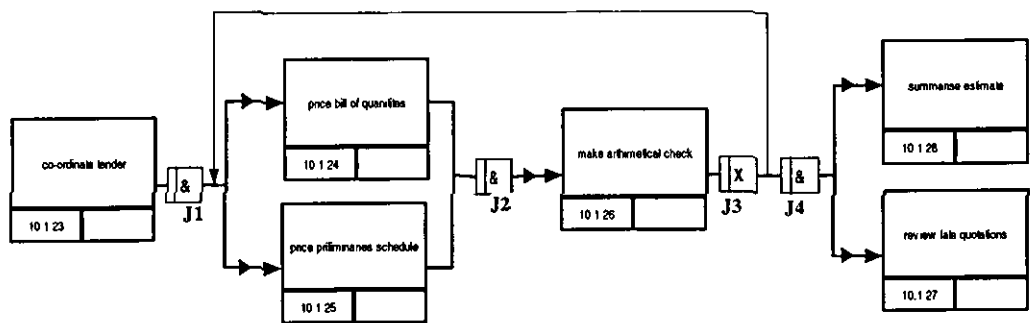 co-ordinate tender
10 1 23
&
J1
price bill of quantities
10 1 24
price priliminaries schedule
10 1 25
&
J2
make arithmetical check
10 1 26
X
J3
&
J4
summarise estimate
10 1 28
review late quotations
10.1 27